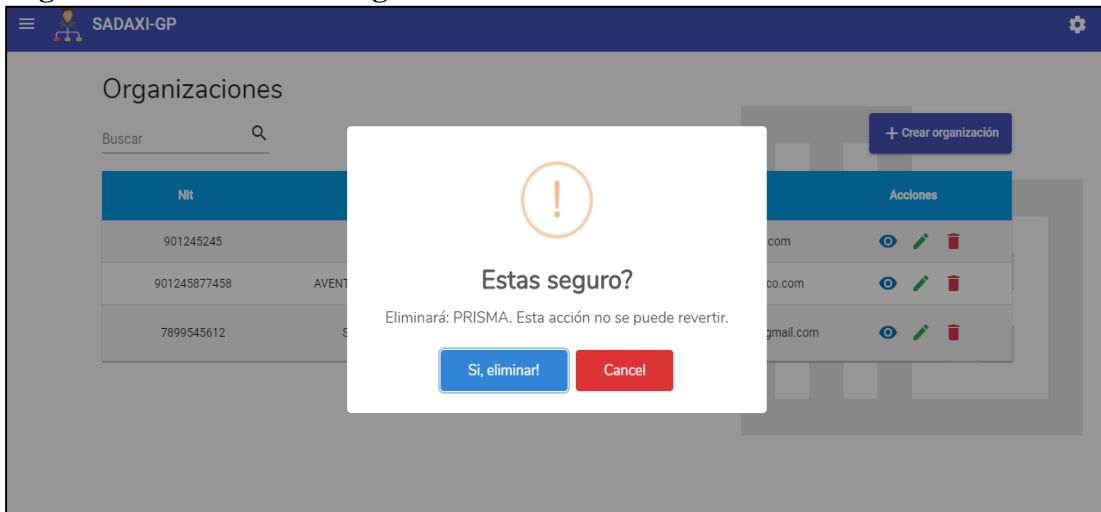 SADAXI-GP
Organizaciones
Buscar
+ Crear organización
Nit
Acciones
901245245
com
901245877458
AVENT
co.com
7899545612
S
gmail.com
!
Estas seguro?
Eliminará: PRISMA. Esta acción no se puede revertir.
Si, eliminar!
Cancel